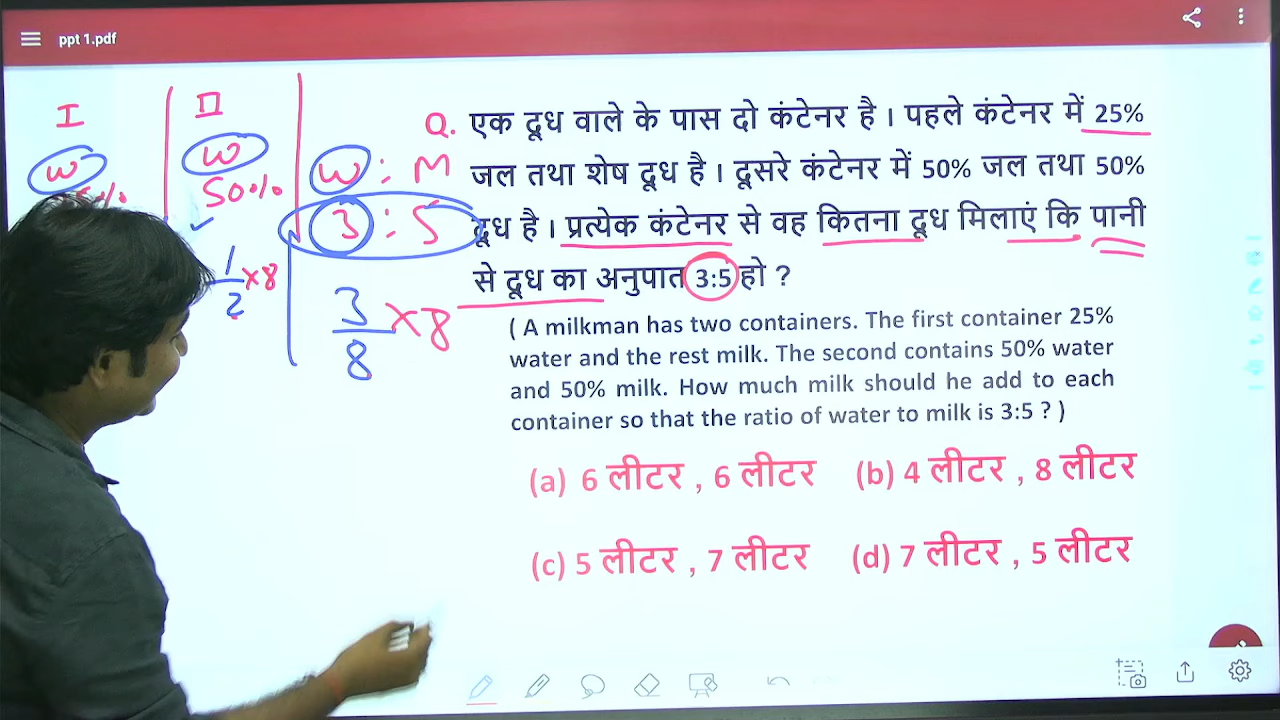 ppt 1.pdf
I
II
W
W
50%
W : M
3 : 5
1/2 ×8
3/8 ×8
Q. एक दूध वाले के पास दो कंटेनर है । पहले कंटेनर में 25%
जल तथा शेष दूध है । दूसरे कंटेनर में 50% जल तथा 50%
दूध है । प्रत्येक कंटेनर से वह कितना दूध मिलाएं कि पानी
से दूध का अनुपात 3:5 हो ?
( A milkman has two containers. The first container 25%
water and the rest milk. The second contains 50% water
and 50% milk. How much milk should he add to each
container so that the ratio of water to milk is 3:5 ? )
(a) 6 लीटर , 6 लीटर (b) 4 लीटर , 8 लीटर
(c) 5 लीटर , 7 लीटर (d) 7 लीटर , 5 लीटर